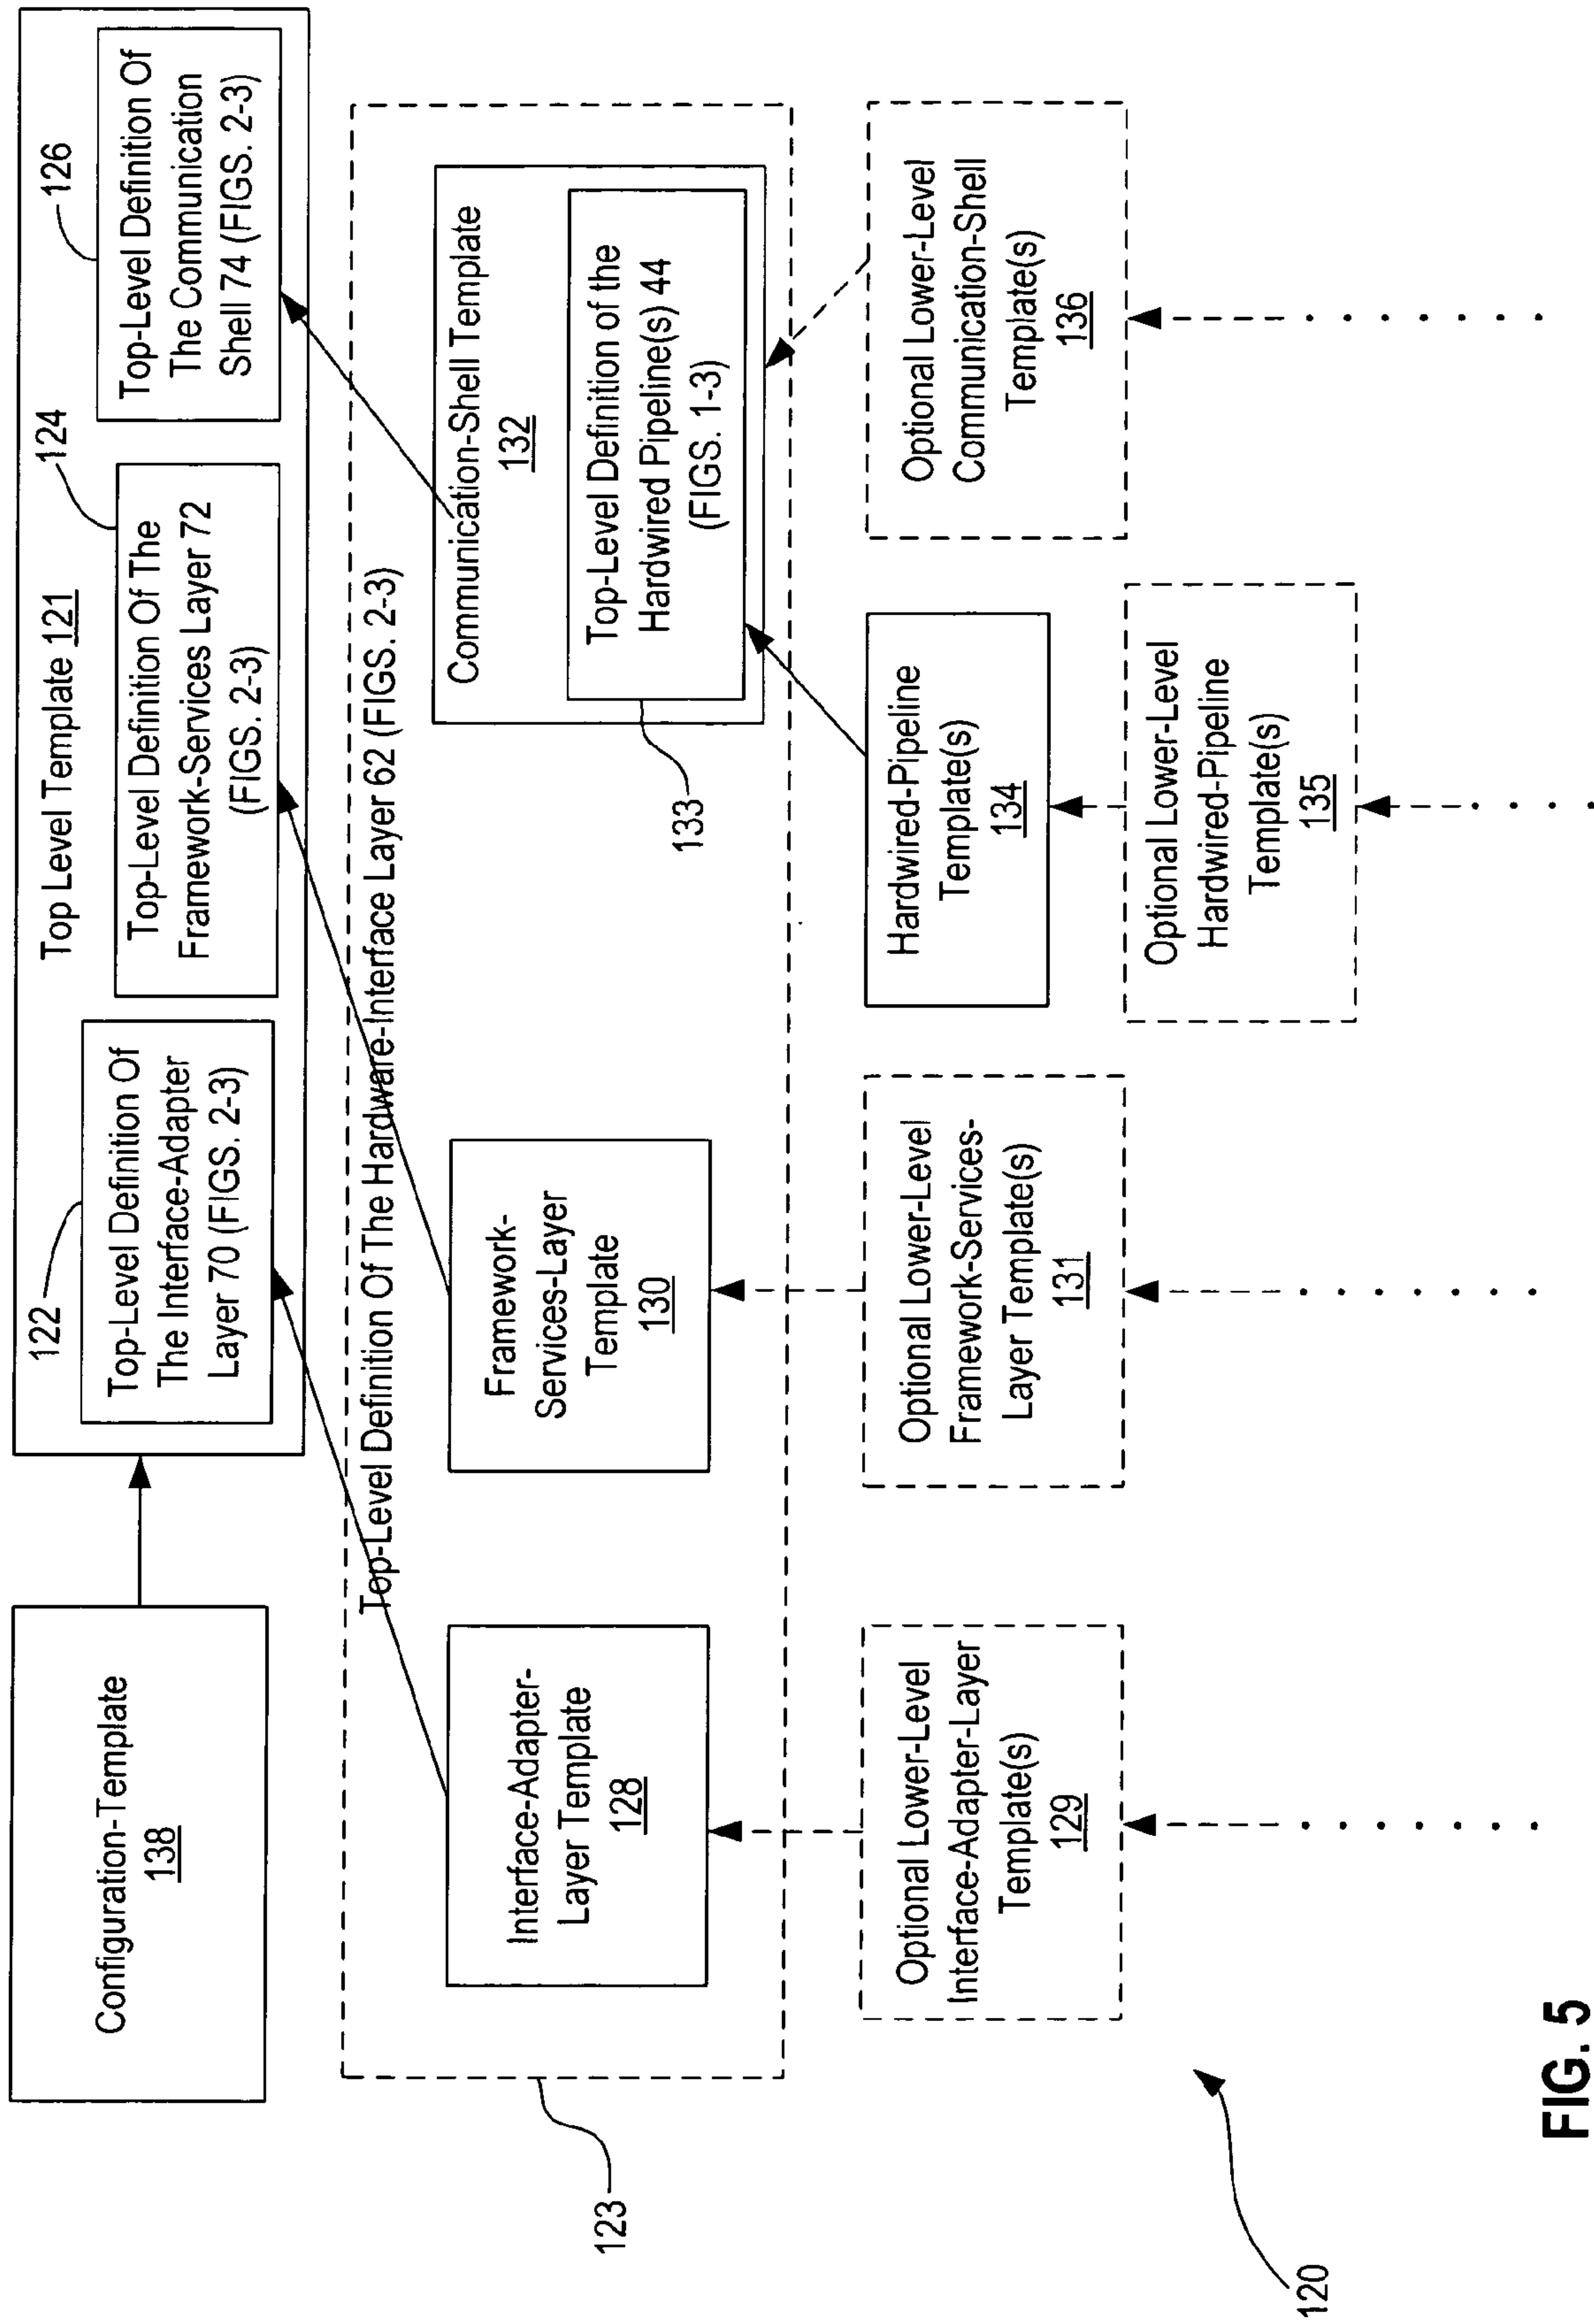 Configuration-Template
138
Top Level Template 121
122
Top-Level Definition Of
The Interface-Adapter
Layer 70 (FIGS. 2-3)
124
Top-Level Definition Of The
Framework-Services Layer 72
(FIGS. 2-3)
126
Top-Level Definition Of
The Communication
Shell 74 (FIGS. 2-3)
Top-Level Definition Of The Hardware-Interface Layer 62 (FIGS. 2-3)
123
Interface-Adapter-
Layer Template
128
Framework-
Services-Layer
Template
130
Communication-Shell Template
132
Top-Level Definition of the
Hardwired Pipeline(s) 44
(FIGS. 1-3)
133
Optional Lower-Level
Interface-Adapter-Layer
Template(s)
129
Optional Lower-Level
Framework-Services-
Layer Template(s)
131
Hardwired-Pipeline
Template(s)
134
Optional Lower-Level
Hardwired-Pipeline
Template(s)
135
Optional Lower-Level
Communication-Shell
Template(s)
136
120
FIG. 5